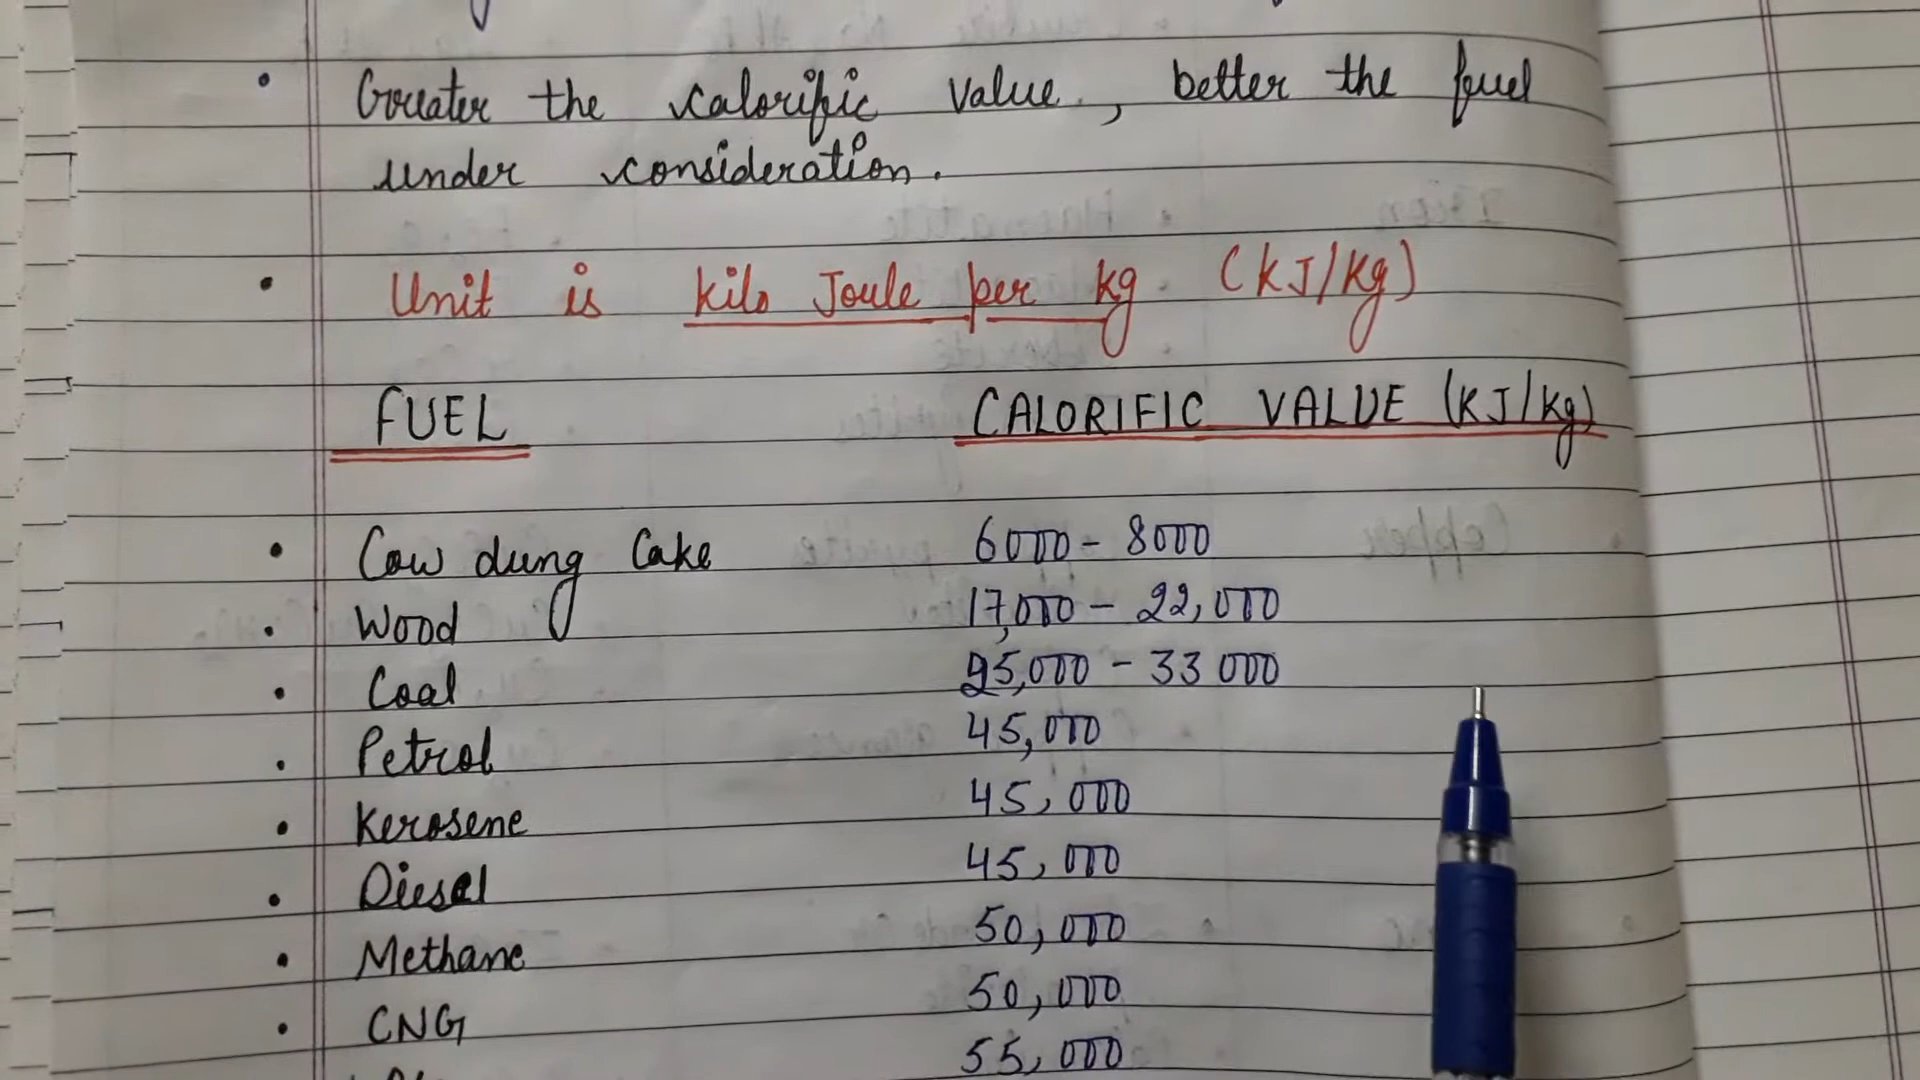 • Greater the calorific value, better the fuel
under consideration.
• Unit is kilo Joule per kg. (KJ/Kg)
FUEL CALORIFIC VALUE (KJ/kg)
• Cow dung Cake 6000 - 8000
• Wood 17,000 - 22,000
• Coal 25,000 - 33 000
• Petrol 45,000
• Kerosene 45,000
• Diesel 45,000
• Methane 50,000
• CNG 50,000
55,000